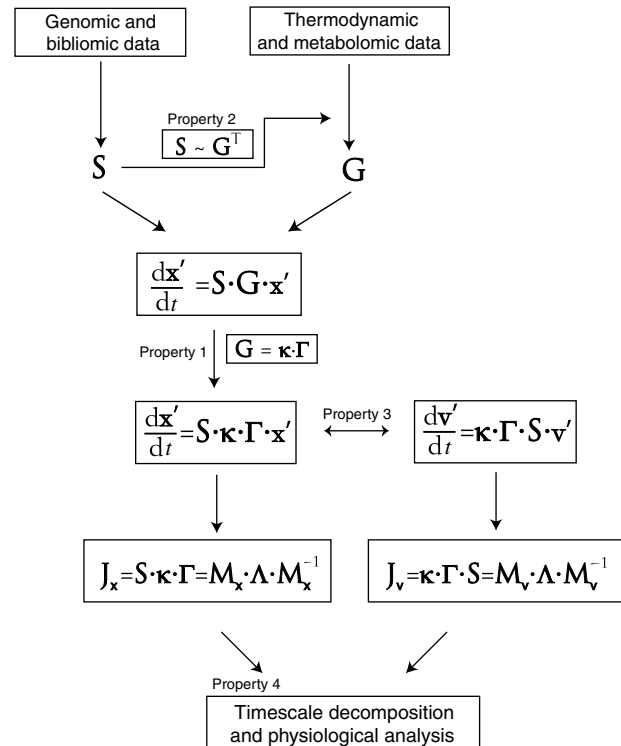 Genomic and
bibliomic data
Thermodynamic
and metabolomic data
Property 2
S ~ G^T
S
G
dx′/dt = S·G·x′
Property 1
G = κ·Γ
dx′/dt = S·κ·Γ·x′
Property 3
dv′/dt = κ·Γ·S·v′
J_x = S·κ·Γ = M_x·Λ·M_x^-1
J_v = κ·Γ·S = M_v·Λ·M_v^-1
Property 4
Timescale decomposition
and physiological analysis